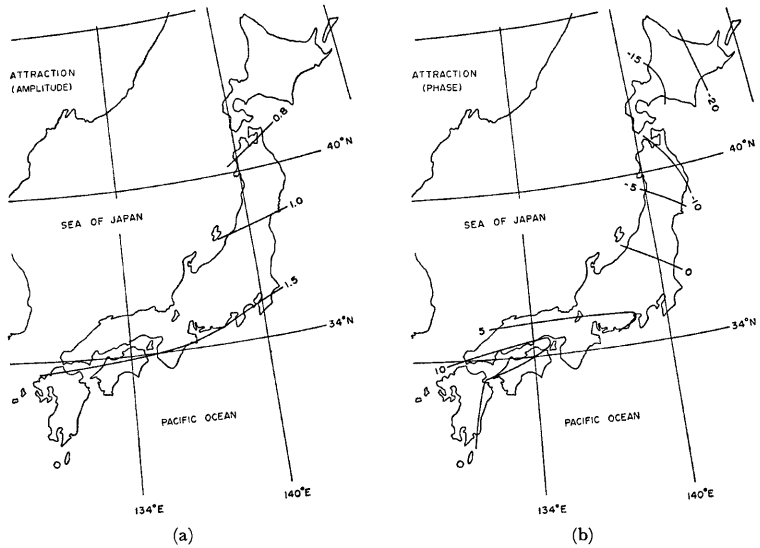 ATTRACTION
(AMPLITUDE)
0.8
40°N
SEA OF JAPAN
1.0
1.5
34°N
PACIFIC OCEAN
134°E
140°E
(a)
ATTRACTION
(PHASE)
-15
-20
40°N
-5
-10
SEA OF JAPAN
0
5
34°N
10
PACIFIC OCEAN
134°E
140°E
(b)